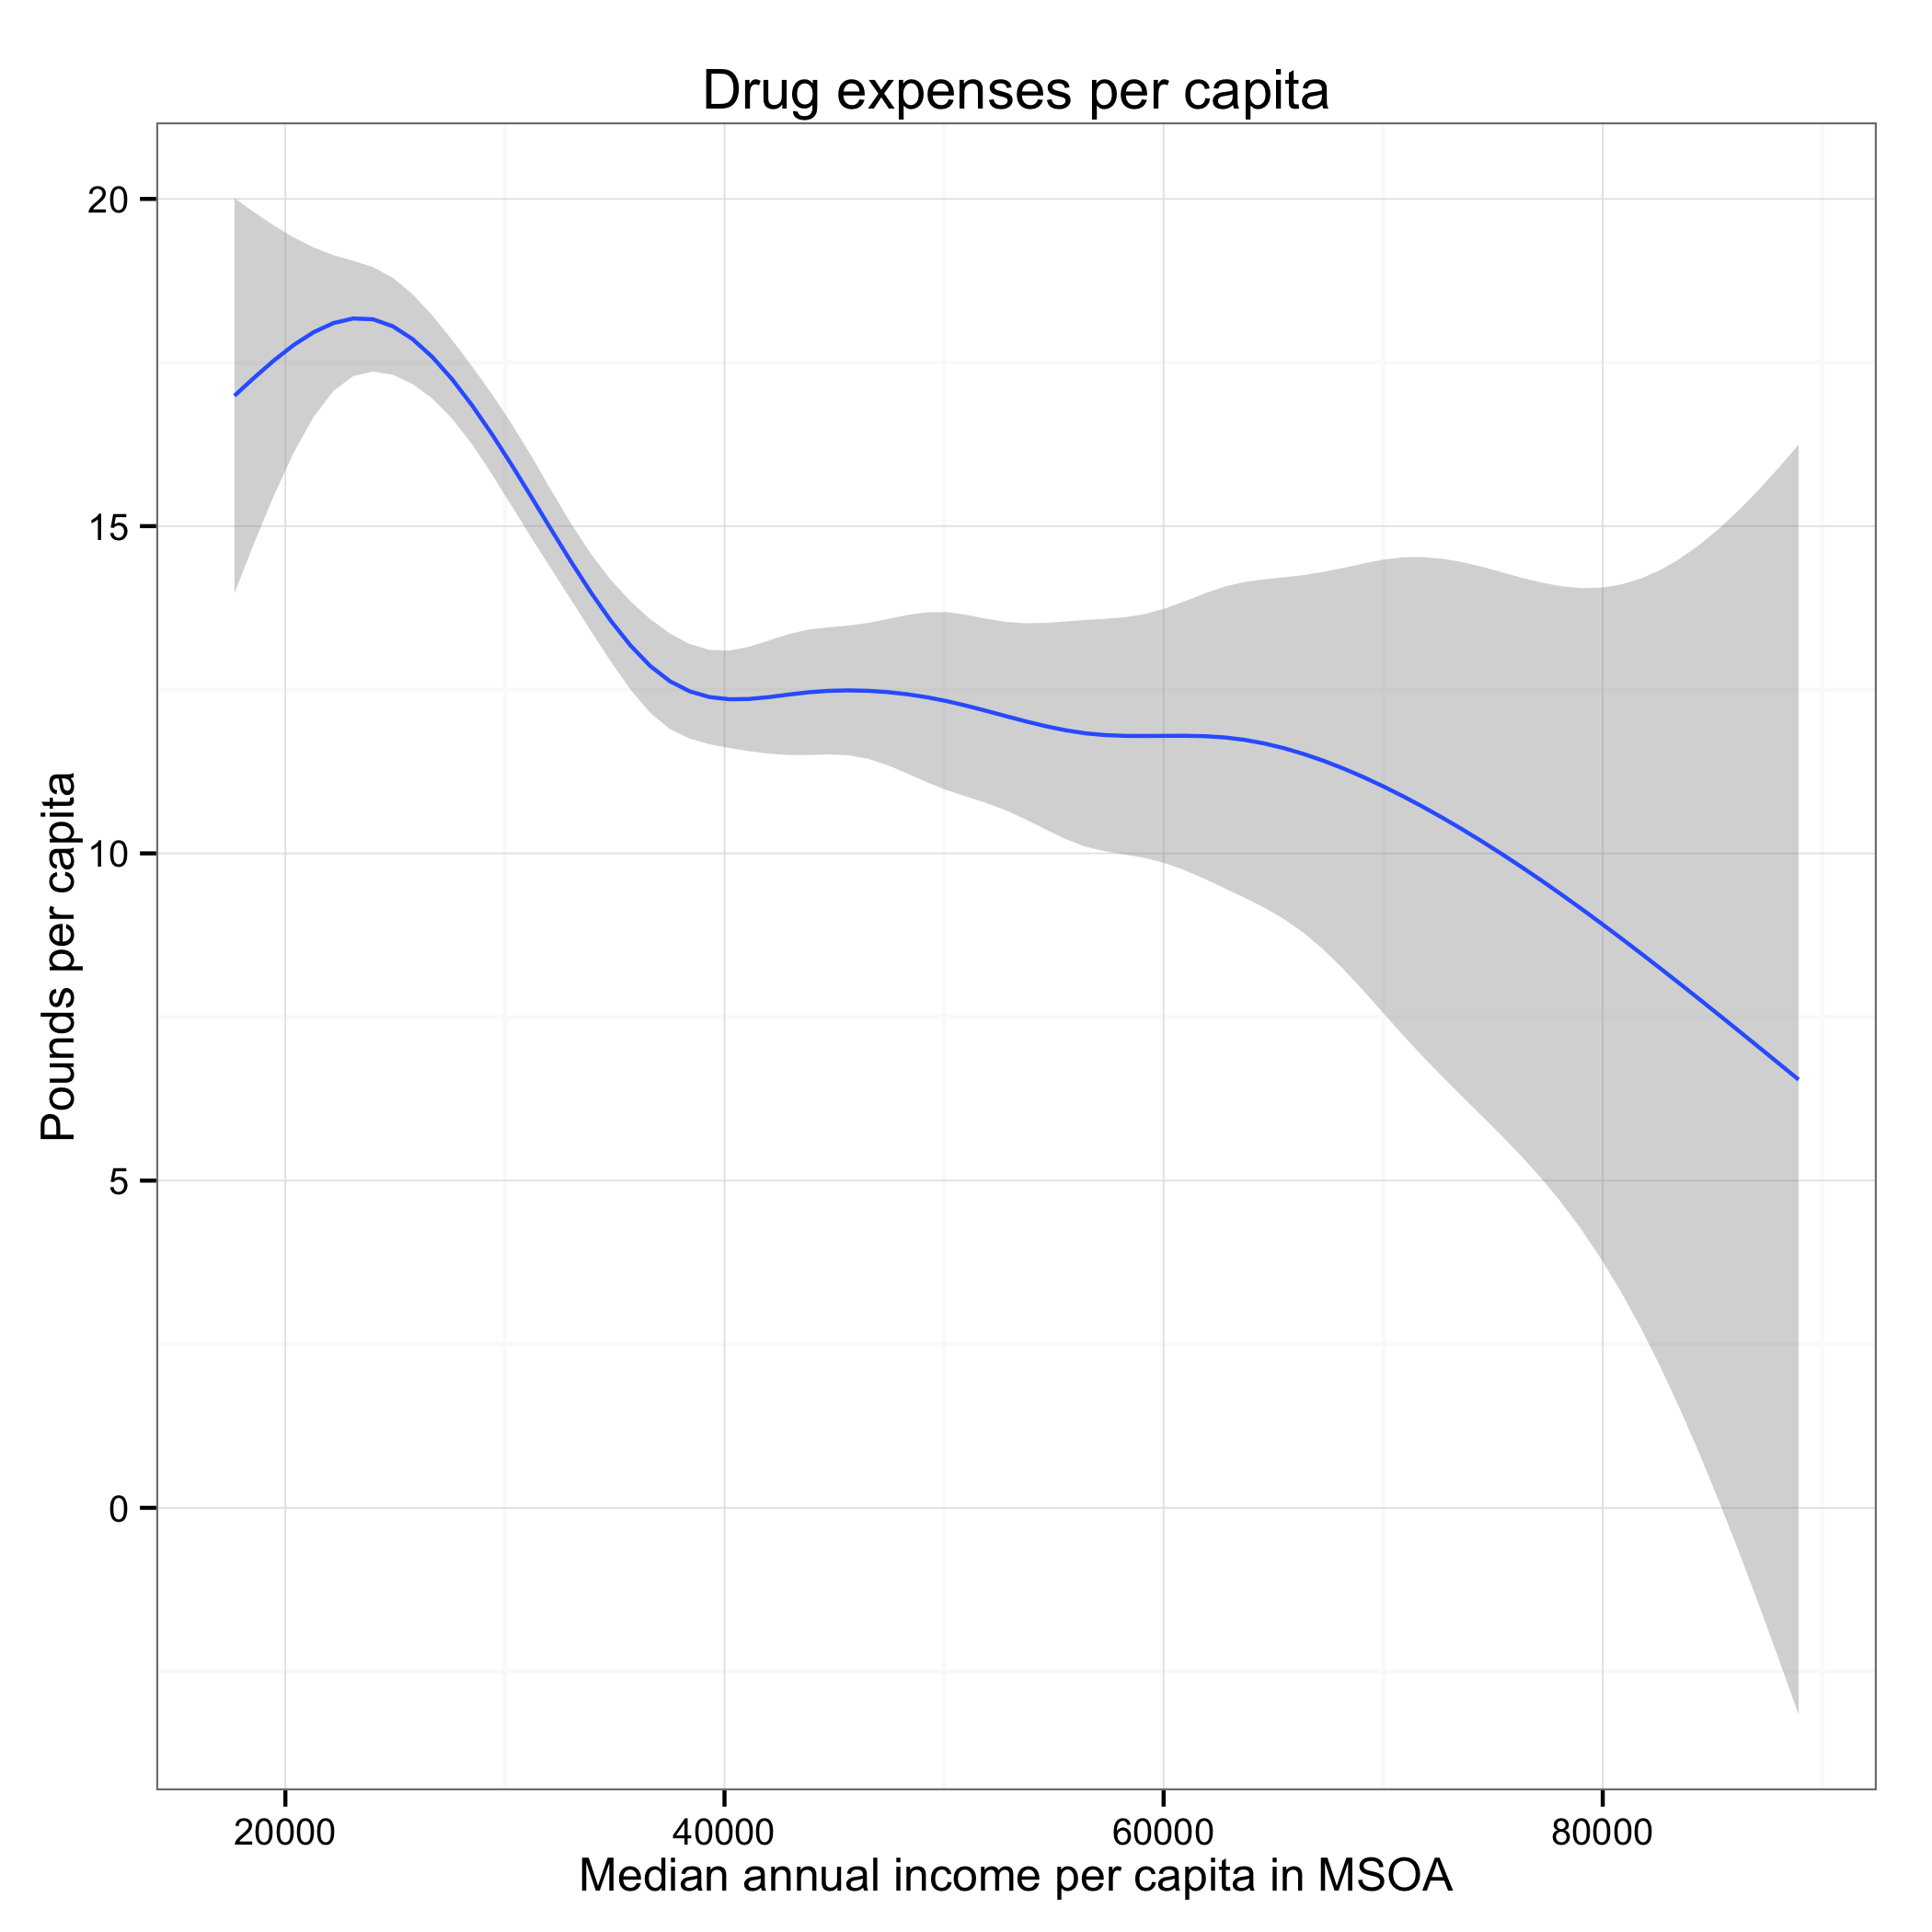 Drug expenses per capita
Pounds per capita
20
15
10
5
0
20000 40000 60000 80000
Median annual income per capita in MSOA